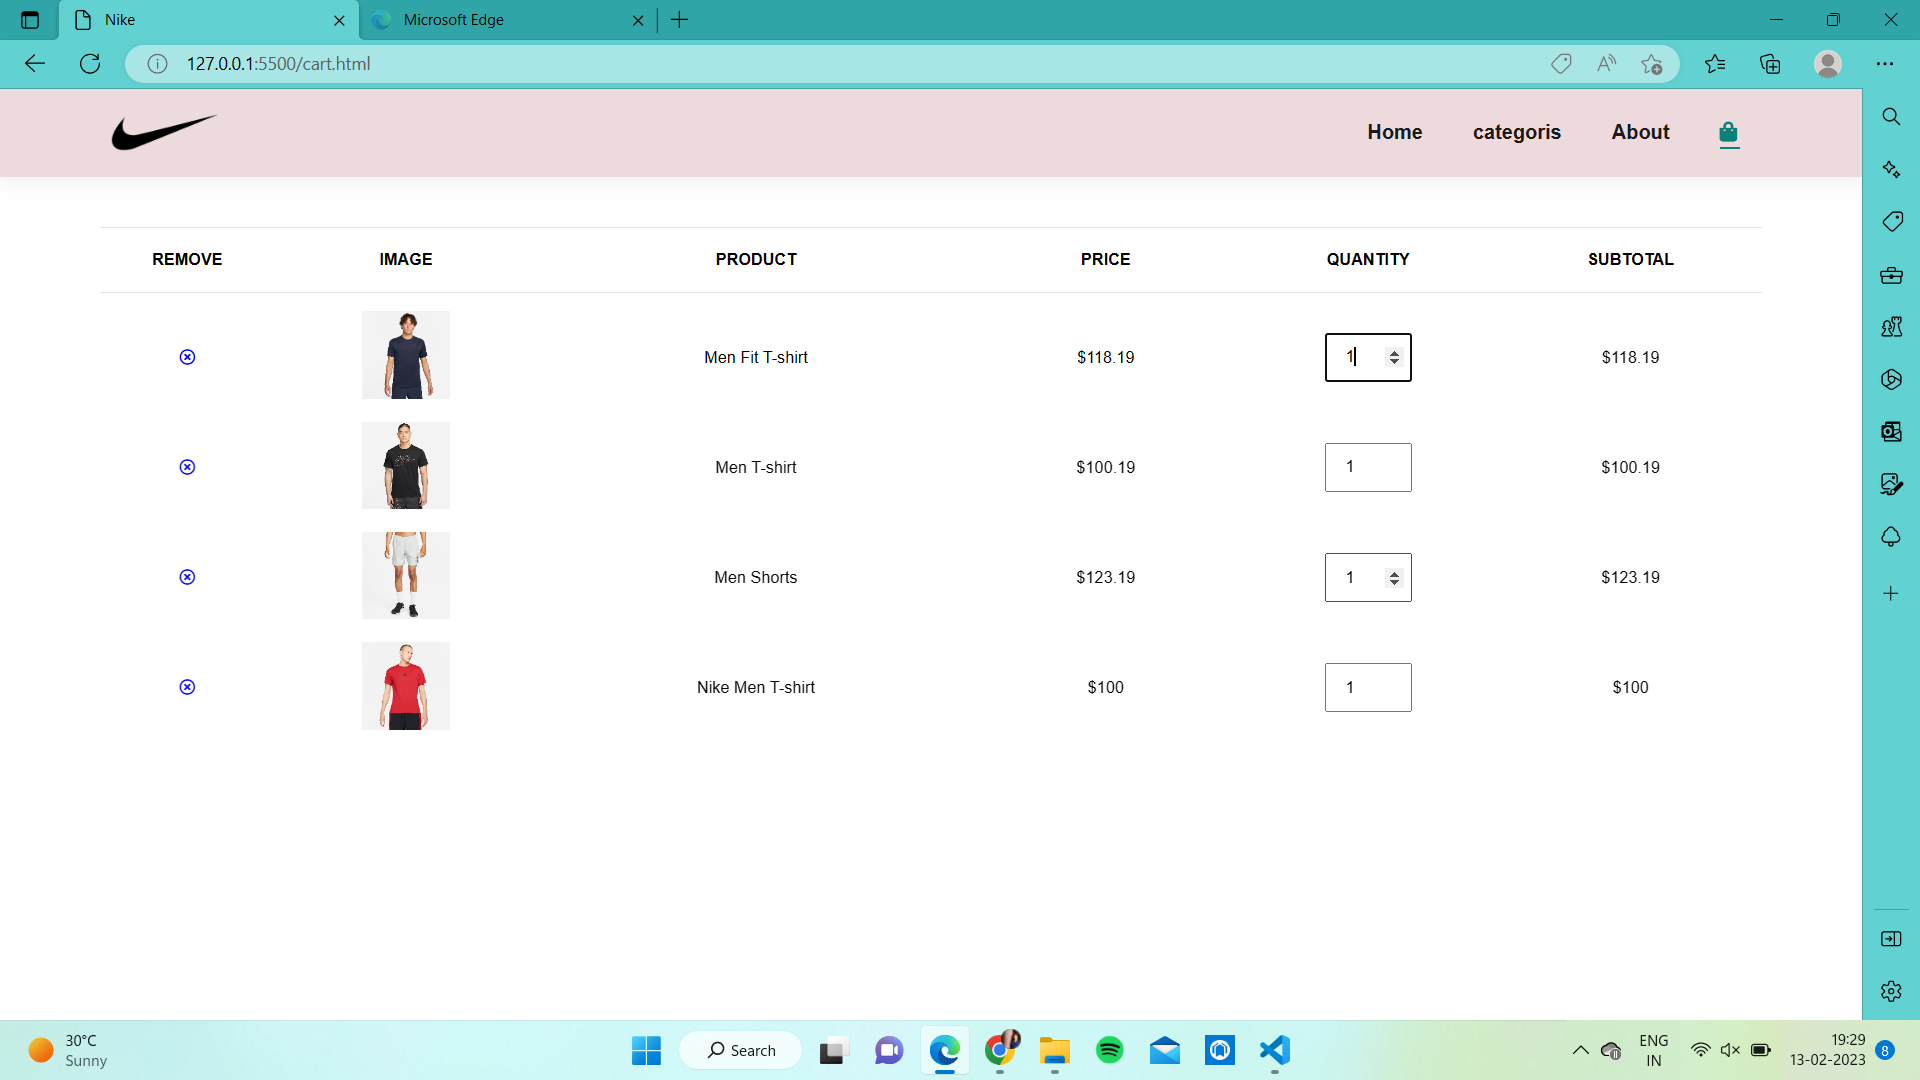 Nike
Microsoft Edge
127.0.0.1:5500/cart.html
Home categoris About
REMOVE IMAGE PRODUCT PRICE QUANTITY SUBTOTAL
Men Fit T-shirt $118.19 1 $118.19
Men T-shirt $100.19 1 $100.19
Men Shorts $123.19 1 $123.19
Nike Men T-shirt $100 1 $100
30°C
Sunny
Search
ENG
IN
19:29
13-02-2023
8